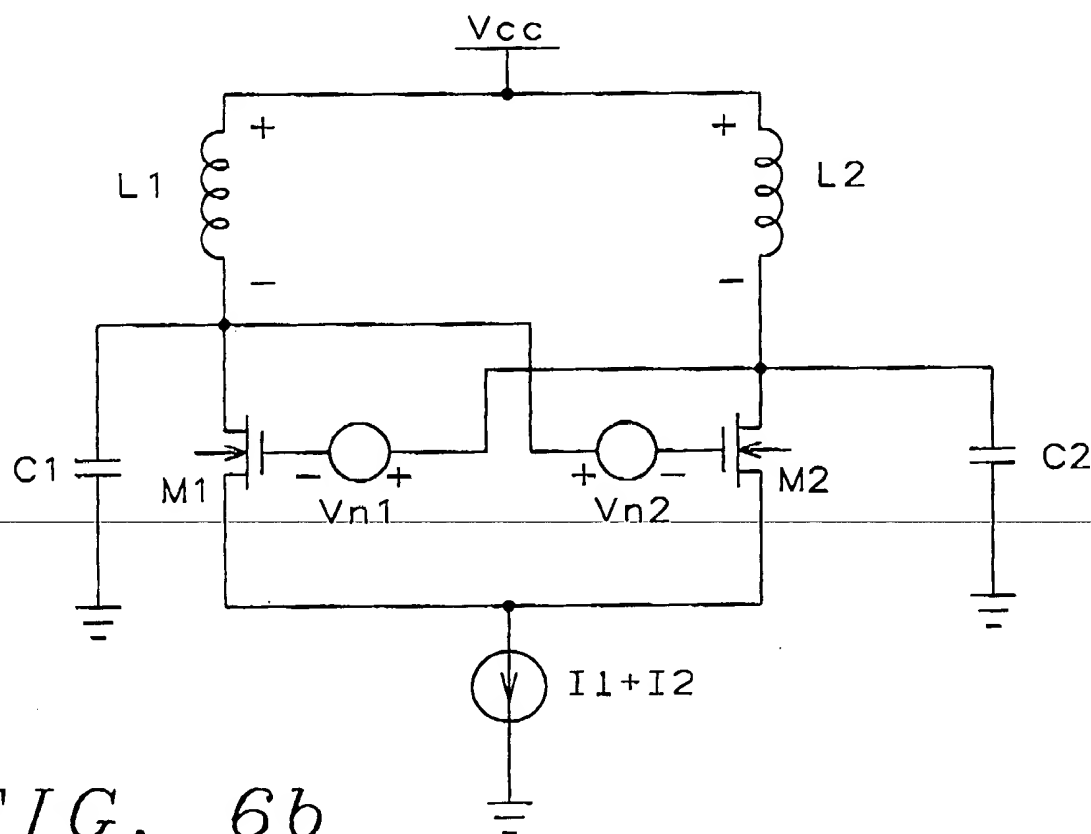 Vcc
+ +
L1 L2
- -
C1 M1 - + + - M2 C2
Vn1 Vn2
I1+I2
FIG. 6b